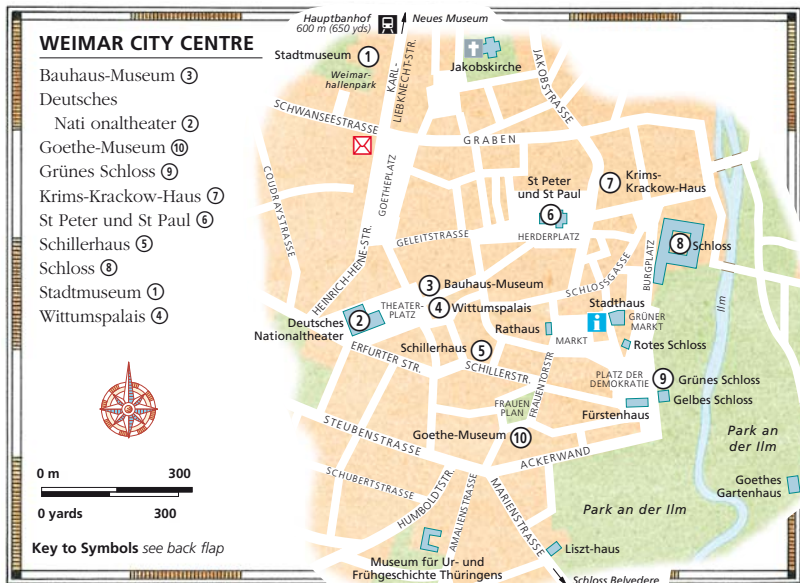 WEIMAR CITY CENTRE
Bauhaus-Museum ③
Deutsches
Nati onaltheater ②
Goethe-Museum ⑩
Grünes Schloss ⑨
Krims-Krackow-Haus ⑦
St Peter und St Paul ⑥
Schillerhaus ⑤
Schloss ⑧
Stadtmuseum ①
Wittumspalais ④
0 m 300
0 yards 300
Key to Symbols see back flap
Hauptbanhof
600 m (650 yds)
Neues Museum
Stadtmuseum ①
Weimar-
hallenpark
KARL-
LIEBKNECHT-STR.
Jakobskirche
JAKOBSTRASSE
SCHWANSEESTRASSE
GRABEN
COUDRAYSTRASSE
GOETHEPLATZ
St Peter
und St Paul
⑥
⑦ Krims-
Krackow-Haus
HERDERPLATZ
GELEITSTRASSE
HEINRICH-HEINE-STR.
BURGPLATZ
⑧ Schloss
SCHLOSSGASSE
Ilm
③ Bauhaus-Museum
THEATER-
PLATZ
④ Wittumspalais
Deutsches
Nationaltheater
②
Stadthaus
GRÜNER
MARKT
i
Rathaus
MARKT
Rotes Schloss
ERFURTER STR.
Schillerhaus ⑤
SCHILLERSTR.
PLATZ DER
DEMOKRATIE
⑨ Grünes Schloss
Gelbes Schloss
Fürstenhaus
FRAUENTORSTR
FRAUEN
PLAN
STEUBENSTRASSE
Goethe-Museum ⑩
ACKERWAND
Park an
der Ilm
SCHUBERTSTRASSE
HUMBOLDTSTR.
AMALIENSTRASSE
MARIENSTRASSE
Goethes
Gartenhaus
Park an der Ilm
Liszt-haus
Museum für Ur- und
Frühgeschichte Thüringens
Schloss Belvedere